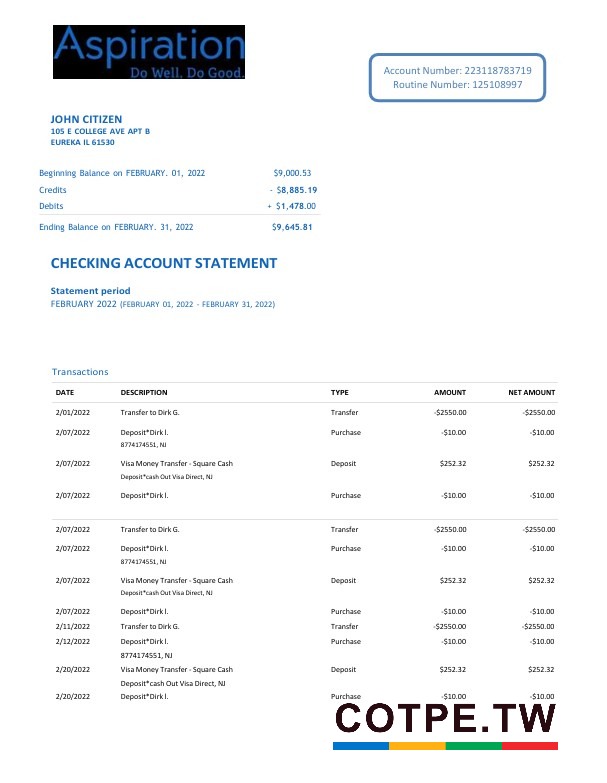 Aspiration
Do Well. Do Good.
Account Number: 223118783719
Routine Number: 125108997
JOHN CITIZEN
105 E COLLEGE AVE APT B
EUREKA IL 61530
Beginning Balance on FEBRUARY. 01, 2022 $9,000.53
Credits - $8,885.19
Debits + $1,478.00
Ending Balance on FEBRUARY. 31, 2022 $9,645.81
CHECKING ACCOUNT STATEMENT
Statement period
FEBRUARY 2022 (FEBRUARY 01, 2022 - FEBRUARY 31, 2022)
Transactions
DATE DESCRIPTION TYPE AMOUNT NET AMOUNT
2/01/2022 Transfer to Dirk G. Transfer -$2550.00 -$2550.00
2/07/2022 Deposit*Dirk l. Purchase -$10.00 -$10.00
8774174551, NJ
2/07/2022 Visa Money Transfer - Square Cash Deposit $252.32 $252.32
Deposit*cash Out Visa Direct, NJ
2/07/2022 Deposit*Dirk l. Purchase -$10.00 -$10.00
2/07/2022 Transfer to Dirk G. Transfer -$2550.00 -$2550.00
2/07/2022 Deposit*Dirk l. Purchase -$10.00 -$10.00
8774174551, NJ
2/07/2022 Visa Money Transfer - Square Cash Deposit $252.32 $252.32
Deposit*cash Out Visa Direct, NJ
2/07/2022 Deposit*Dirk l. Purchase -$10.00 -$10.00
2/11/2022 Transfer to Dirk G. Transfer -$2550.00 -$2550.00
2/12/2022 Deposit*Dirk l. Purchase -$10.00 -$10.00
8774174551, NJ
2/20/2022 Visa Money Transfer - Square Cash Deposit $252.32 $252.32
Deposit*cash Out Visa Direct, NJ
2/20/2022 Deposit*Dirk l. Purchase -$10.00 -$10.00
COTPE.TW